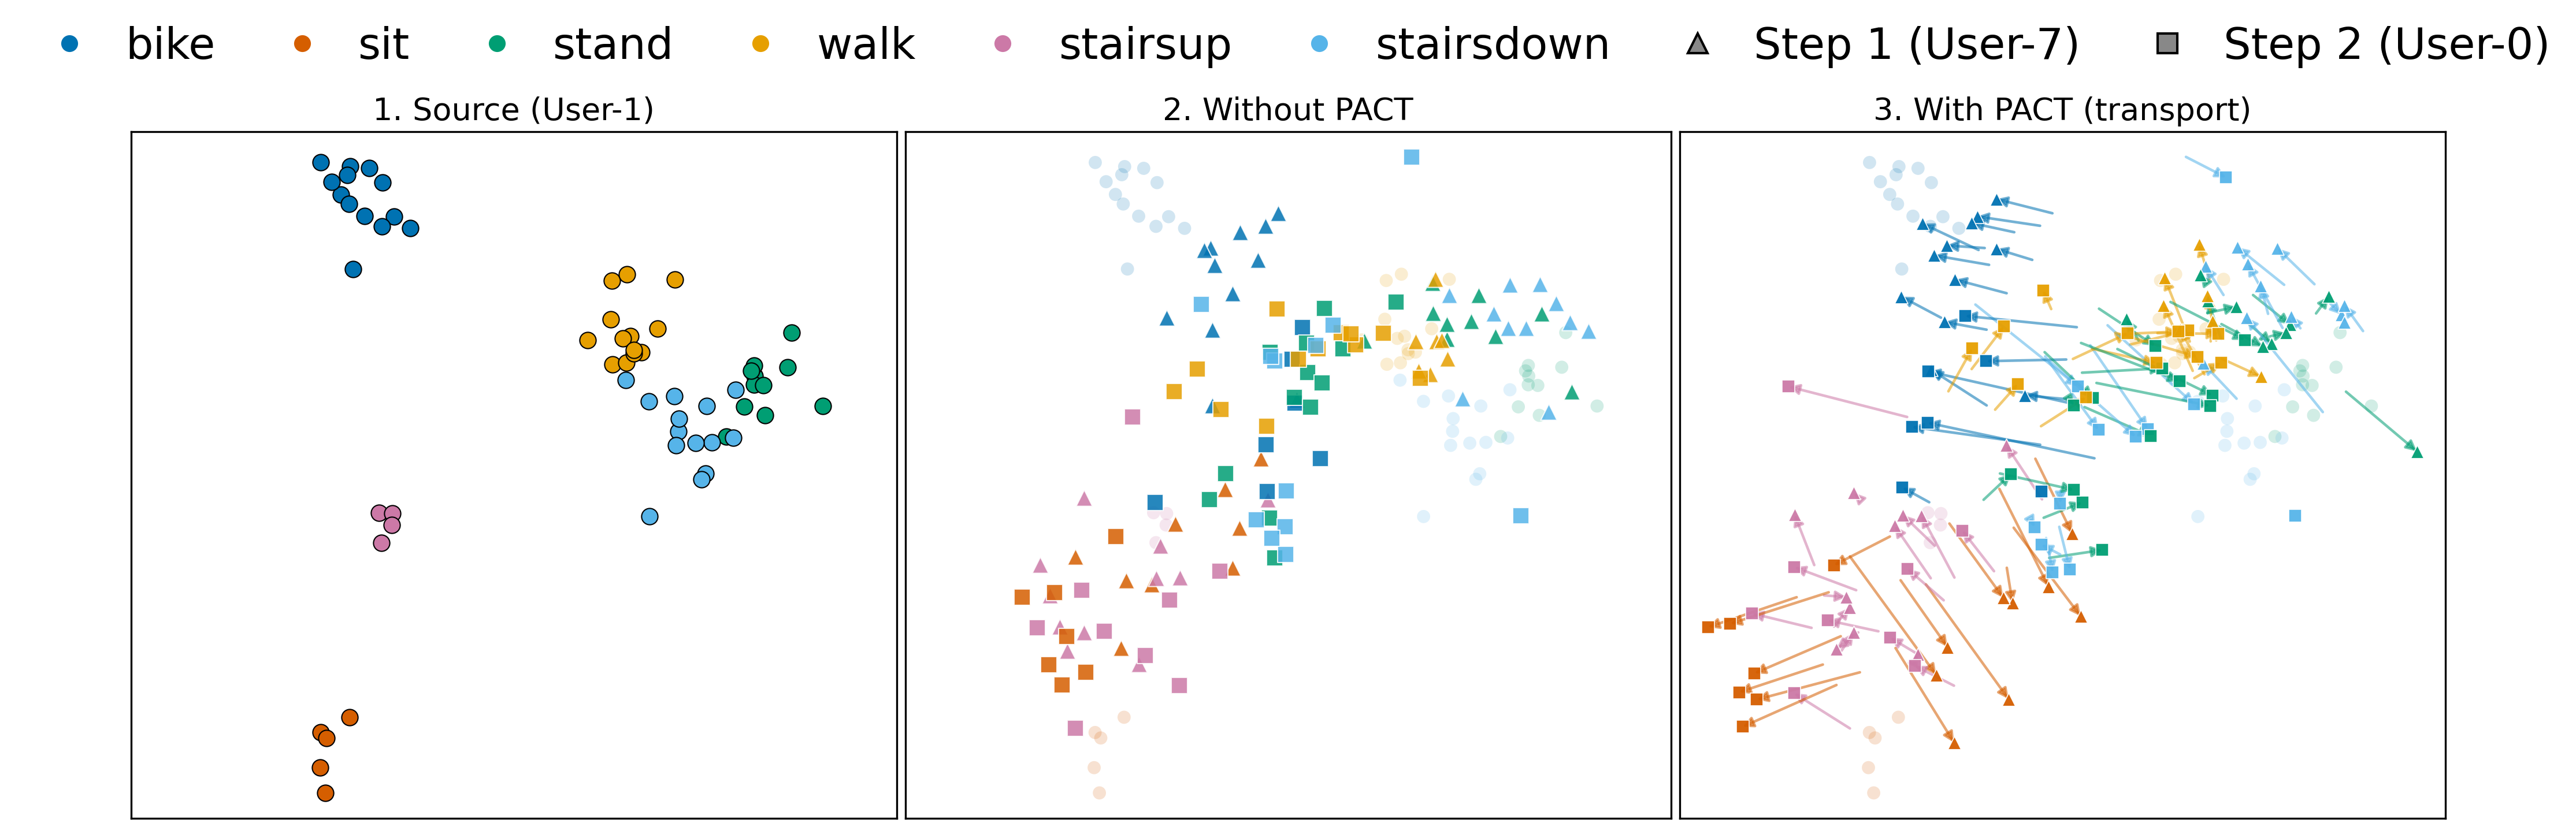 bike sit stand walk stairsup stairsdown Step 1 (User-7) Step 2 (User-0)
1. Source (User-1)
2. Without PACT
3. With PACT (transport)